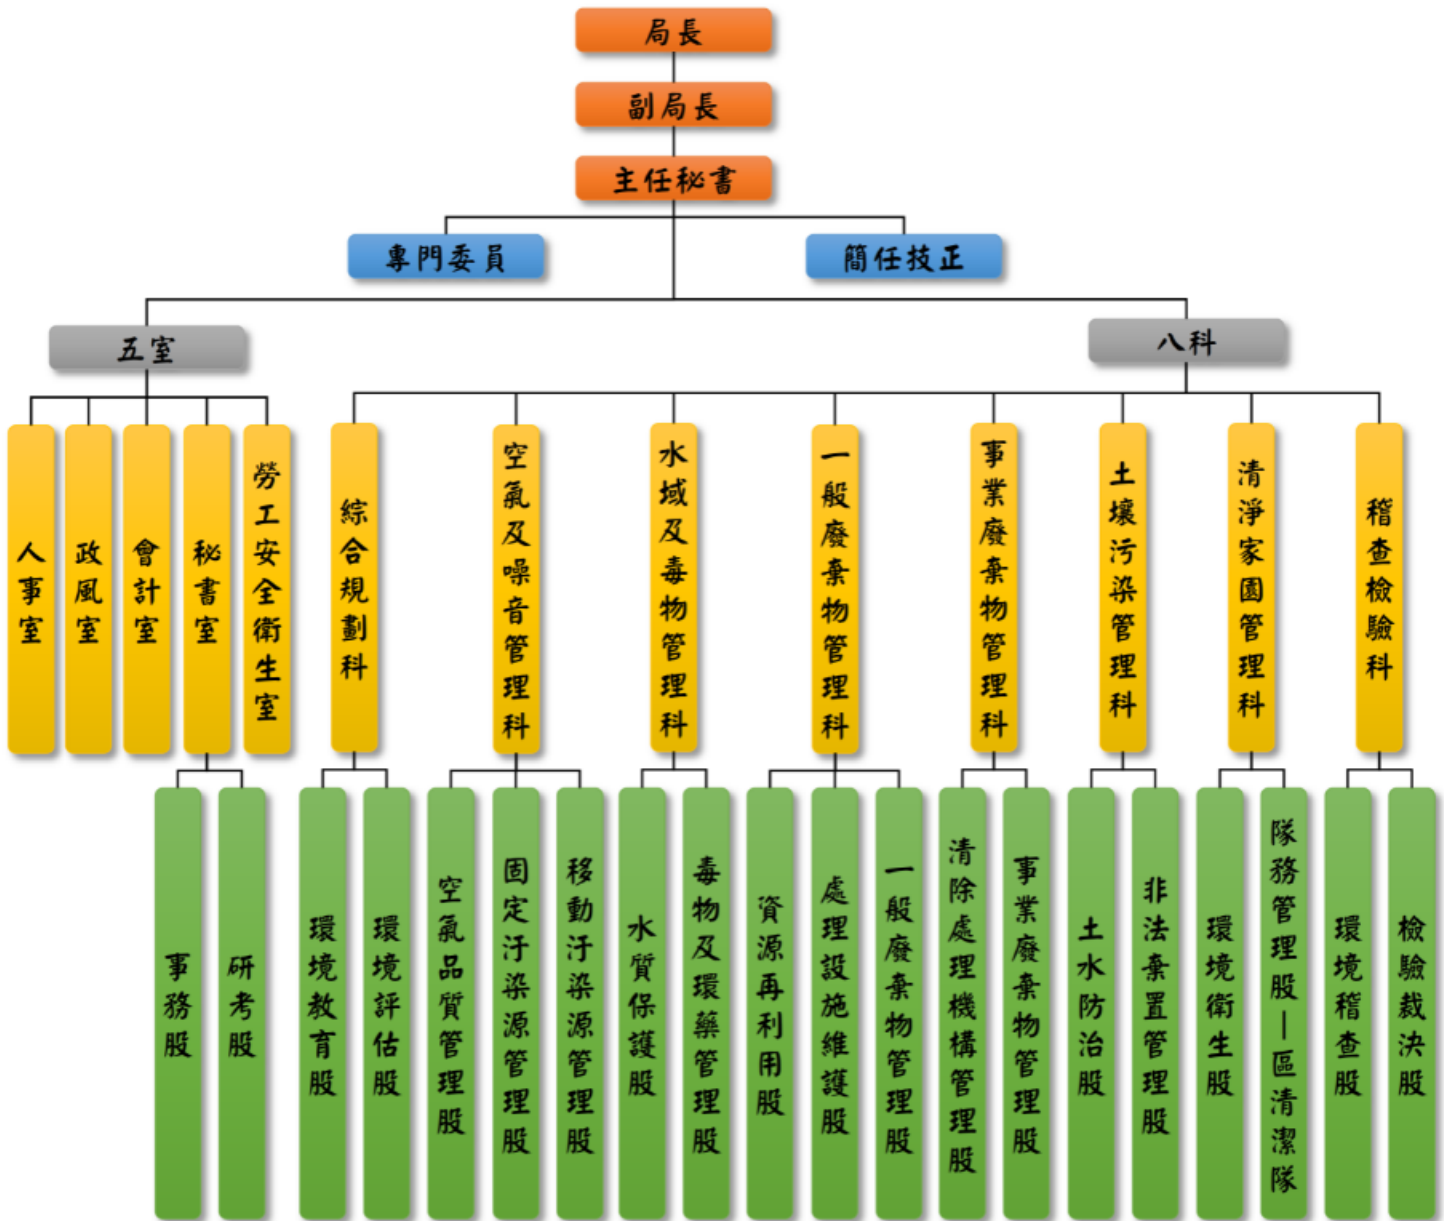 局長
副局長
主任秘書
專門委員
簡任技正
五室
八科
人事室
政風室
會計室
秘書室
勞工安全衛生室
綜合規劃科
空氣及噪音管理科
水域及毒物管理科
一般廢棄物管理科
事業廢棄物管理科
土壤污染管理科
清淨家園管理科
稽查檢驗科
事務股
研考股
環境教育股
環境評估股
空氣品質管理股
固定汙染源管理股
移動汙染源管理股
水質保護股
毒物及環藥管理股
資源再利用股
處理設施維護股
一般廢棄物管理股
清除處理機構管理股
事業廢棄物管理股
土水防治股
非法棄置管理股
環境衛生股
隊務管理股｜區清潔隊
環境稽查股
檢驗裁決股